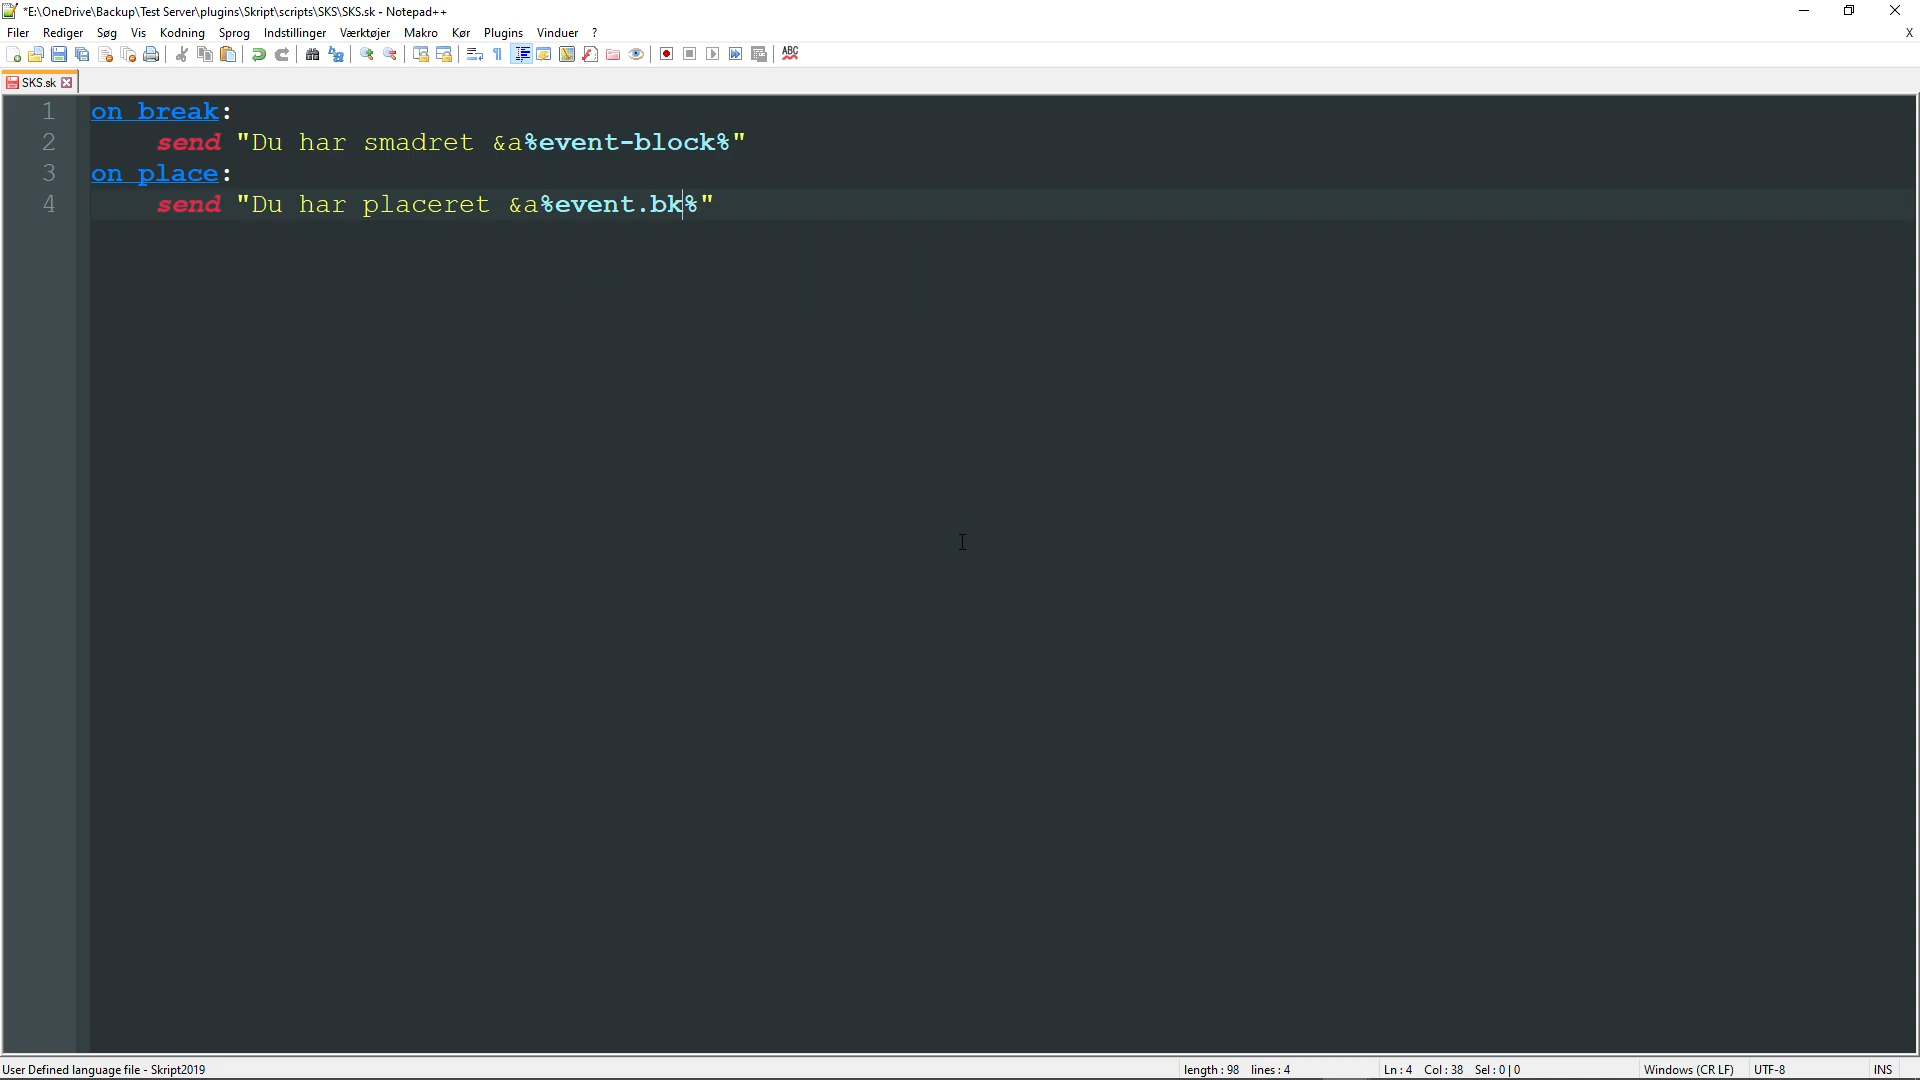 *E:\OneDrive\Backup\Test Server\plugins\Skript\scripts\SKS\SKS.sk - Notepad++
Filer Rediger Søg Vis Kodning Sprog Indstillinger Værktøjer Makro Kør Plugins Vinduer ? X
ABC
SKS.sk
1 on break:
2 send "Du har smadret &a%event-block%"
3 on place:
4 send "Du har placeret &a%event.bk%"
User Defined language file - Skript2019 length : 98 lines : 4 Ln : 4 Col : 38 Sel : 0 | 0 Windows (CR LF) UTF-8 INS